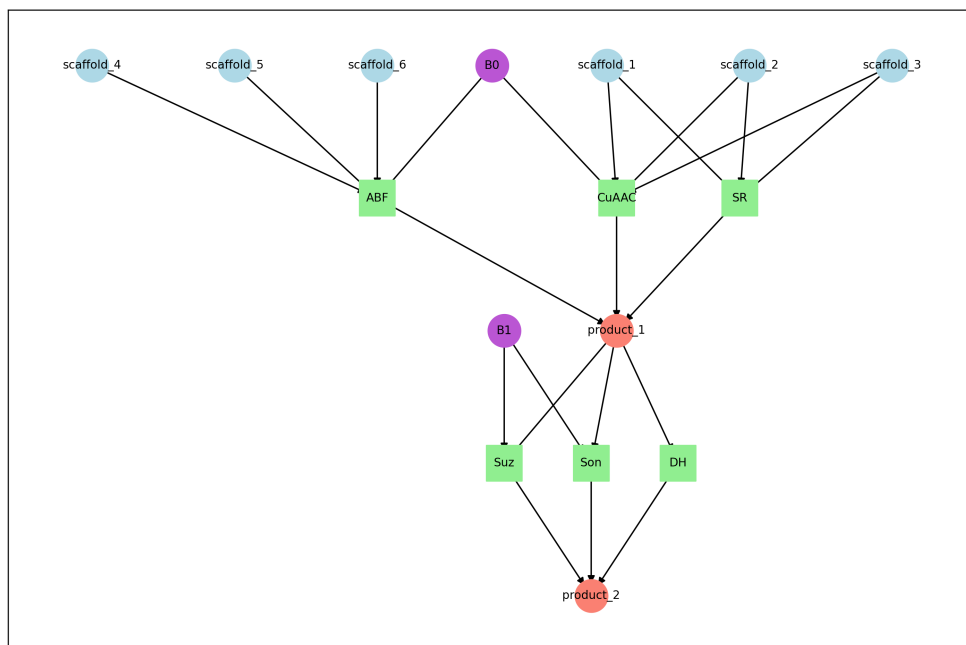 scaffold_4
scaffold_5
scaffold_6
B0
scaffold_1
scaffold_2
scaffold_3
ABF
CuAAC
SR
B1
product_1
Suz
Son
DH
product_2